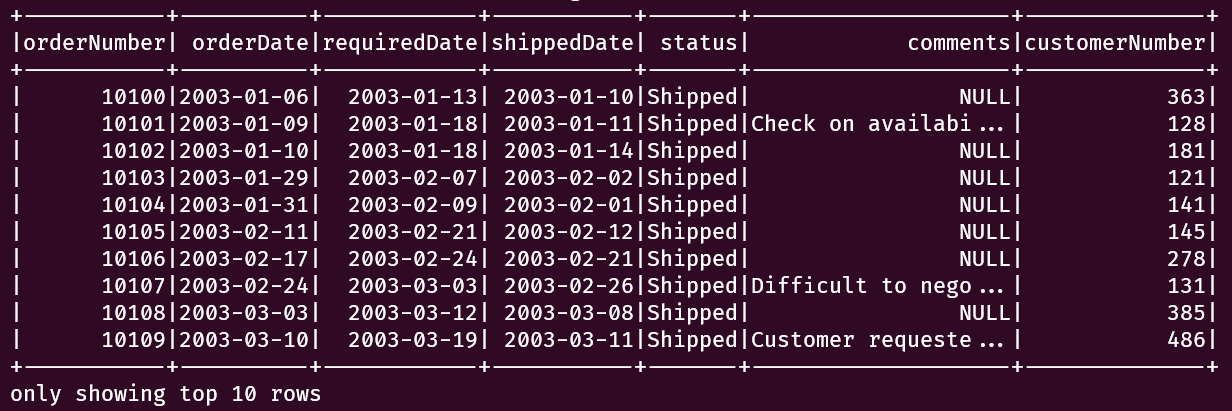 +-----------+----------+------------+-----------+-------+--------------------+--------------+
|orderNumber| orderDate|requiredDate|shippedDate| status|            comments|customerNumber|
+-----------+----------+------------+-----------+-------+--------------------+--------------+
|      10100|2003-01-06|  2003-01-13| 2003-01-10|Shipped|                NULL|           363|
|      10101|2003-01-09|  2003-01-18| 2003-01-11|Shipped|Check on availabi...|           128|
|      10102|2003-01-10|  2003-01-18| 2003-01-14|Shipped|                NULL|           181|
|      10103|2003-01-29|  2003-02-07| 2003-02-02|Shipped|                NULL|           121|
|      10104|2003-01-31|  2003-02-09| 2003-02-01|Shipped|                NULL|           141|
|      10105|2003-02-11|  2003-02-21| 2003-02-12|Shipped|                NULL|           145|
|      10106|2003-02-17|  2003-02-24| 2003-02-21|Shipped|                NULL|           278|
|      10107|2003-02-24|  2003-03-03| 2003-02-26|Shipped|Difficult to nego...|           131|
|      10108|2003-03-03|  2003-03-12| 2003-03-08|Shipped|                NULL|           385|
|      10109|2003-03-10|  2003-03-19| 2003-03-11|Shipped|Customer requeste...|           486|
+-----------+----------+------------+-----------+-------+--------------------+--------------+
only showing top 10 rows